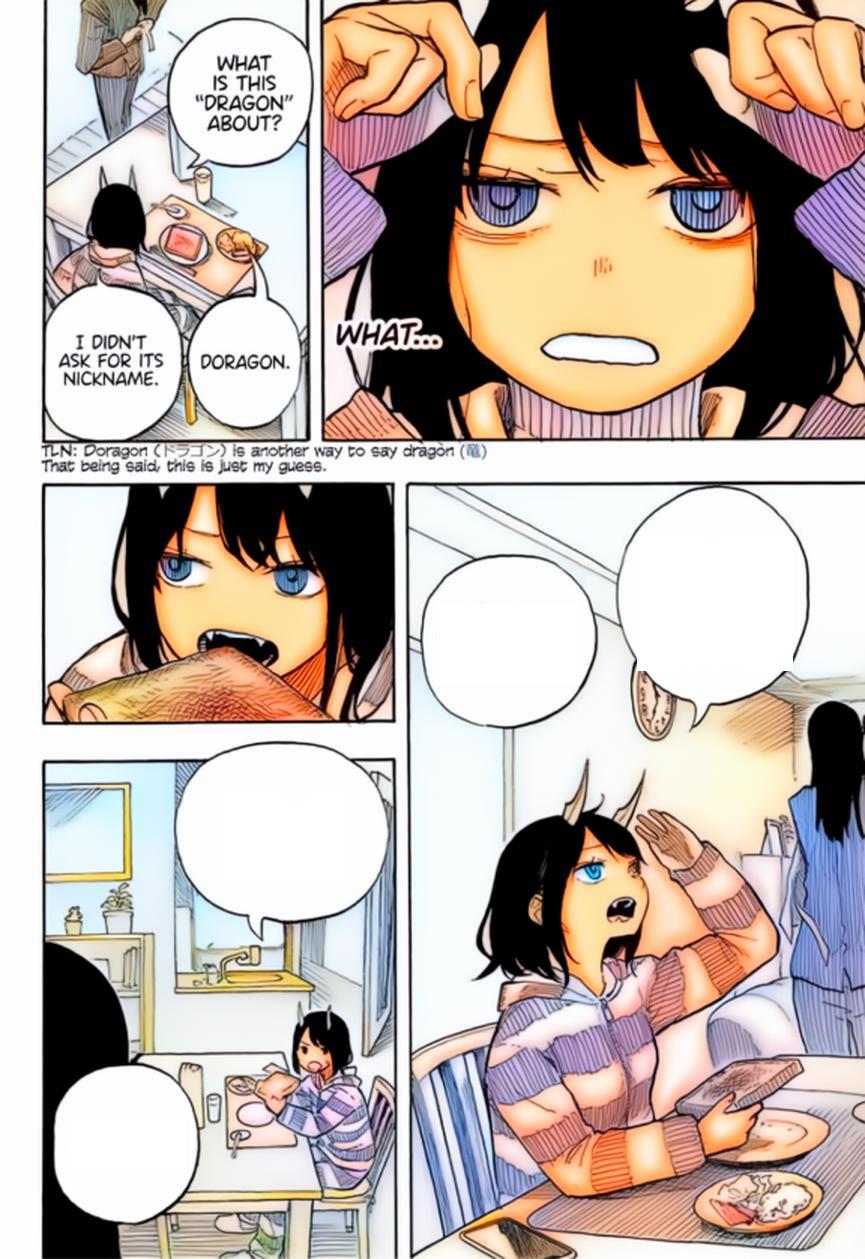 WHAT
IS THIS
"DRAGON"
ABOUT?
I DIDN'T
ASK FOR ITS
NICKNAME.
DORAGON.
WHAT...
TLN: Doragon (ドラゴン) is another way to say dragon (竜)
That being said, this is just my guess.